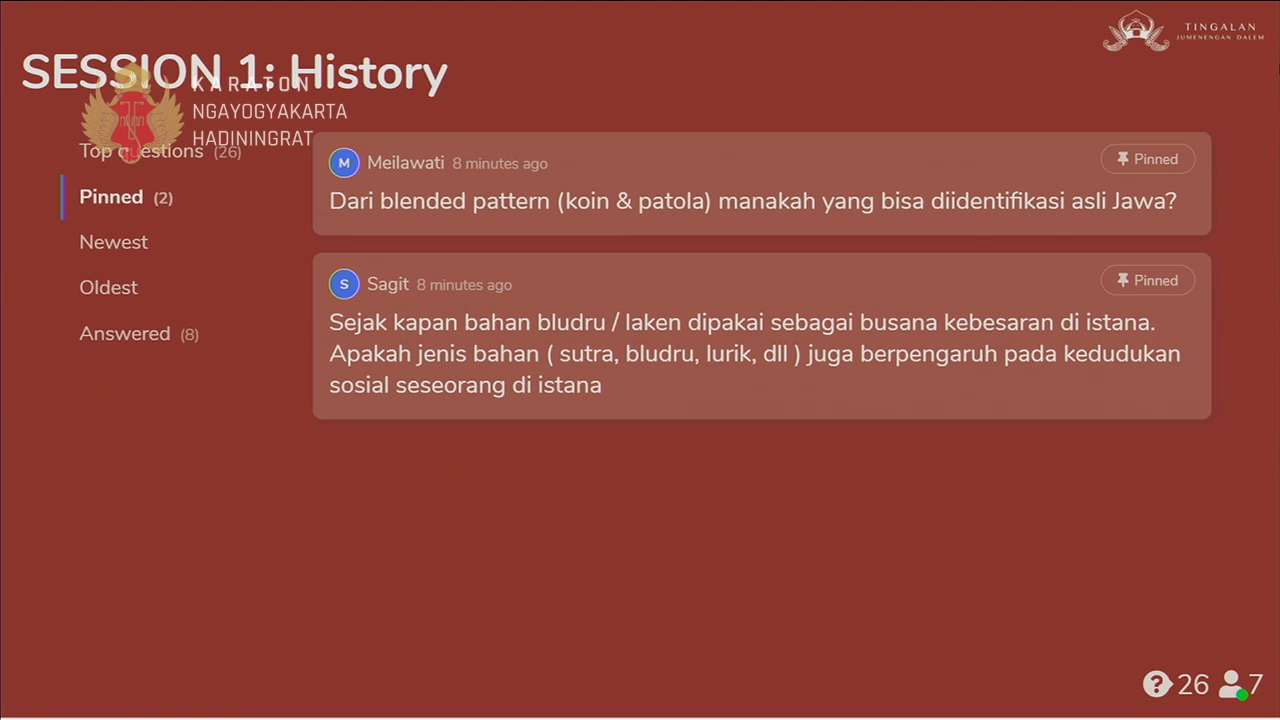 TINGALAN
JUMENENGAN DALEM
SESSION 1: History
KARATON
NGAYOGYAKARTA
HADININGRAT
Top questions (26)
Pinned (2)
Newest
Oldest
Answered (8)
M Meilawati 8 minutes ago
Pinned
Dari blended pattern (koin & patola) manakah yang bisa diidentifikasi asli Jawa?
S Sagit 8 minutes ago
Pinned
Sejak kapan bahan bludru / laken dipakai sebagai busana kebesaran di istana.
Apakah jenis bahan ( sutra, bludru, lurik, dll ) juga berpengaruh pada kedudukan
sosial seseorang di istana
? 26 7